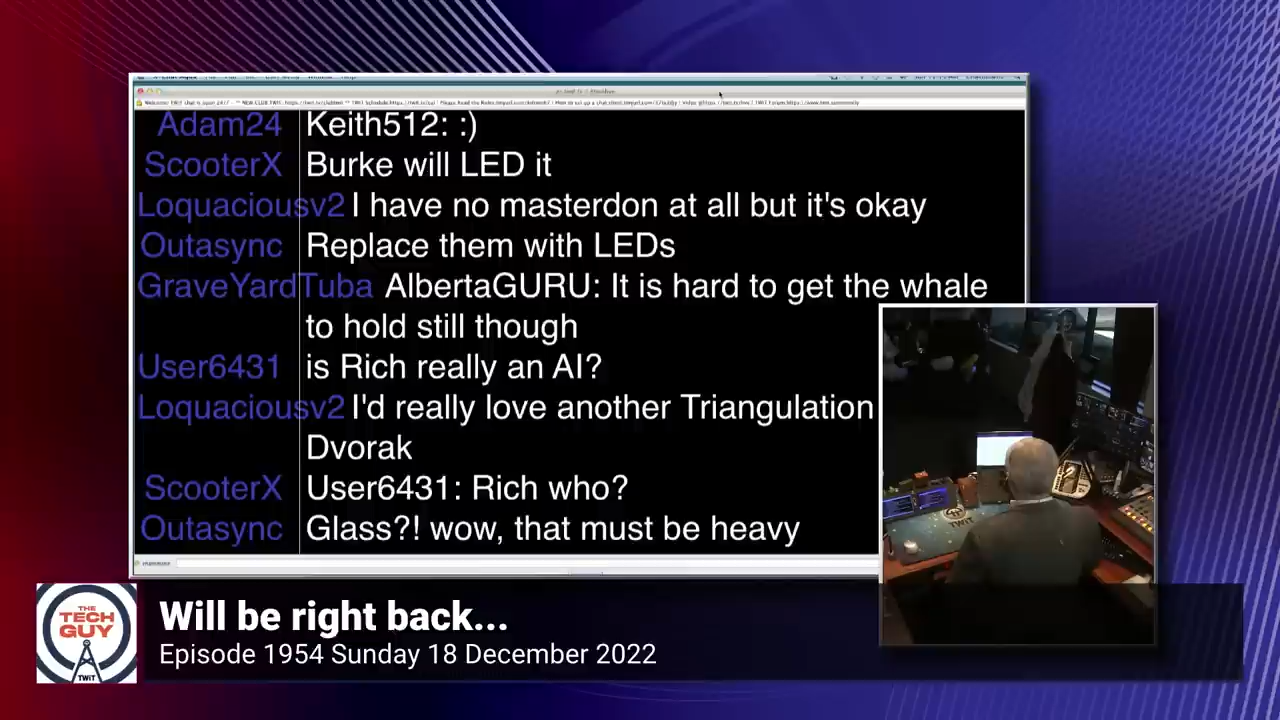 Adam24 Keith512: :)
ScooterX Burke will LED it
Loquaciousv2 I have no masterdon at all but it's okay
Outasync Replace them with LEDs
GraveYardTuba AlbertaGURU: It is hard to get the whale
to hold still though
User6431 is Rich really an AI?
Loquaciousv2 I'd really love another Triangulation
Dvorak
ScooterX User6431: Rich who?
Outasync Glass?! wow, that must be heavy
TWiT
THE
TECH
GUY
TWiT
Will be right back...
Episode 1954 Sunday 18 December 2022